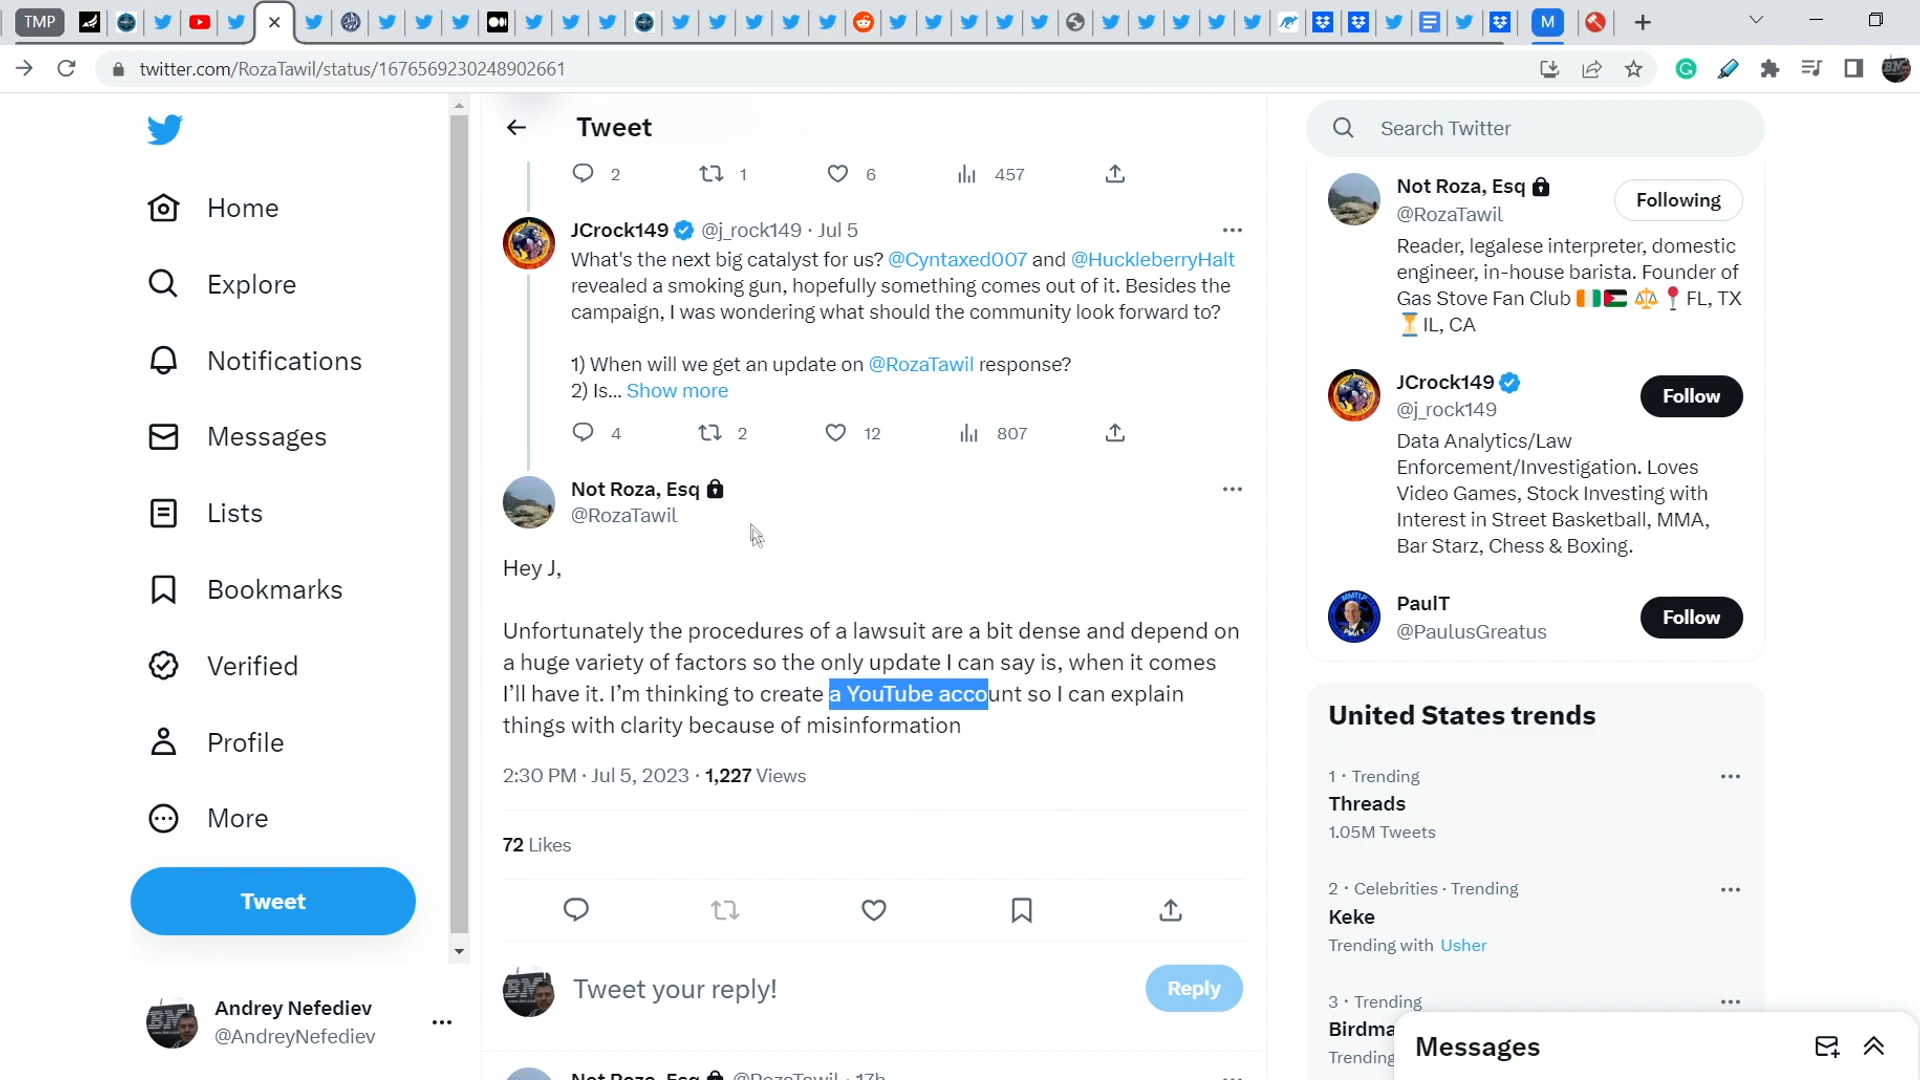 TMP
M
twitter.com/RozaTawil/status/1676569230248902661
Home
Explore
Notifications
Messages
Lists
Bookmarks
Verified
Profile
More
Tweet
Andrey Nefediev
@AndreyNefediev
Tweet
2 1 6 457
JCrock149 @j_rock149 · Jul 5
What's the next big catalyst for us? @Cyntaxed007 and @HuckleberryHalt
revealed a smoking gun, hopefully something comes out of it. Besides the
campaign, I was wondering what should the community look forward to?
1) When will we get an update on @RozaTawil response?
2) Is... Show more
4 2 12 807
Not Roza, Esq
@RozaTawil
Hey J,
Unfortunately the procedures of a lawsuit are a bit dense and depend on
a huge variety of factors so the only update I can say is, when it comes
I'll have it. I'm thinking to create a YouTube account so I can explain
things with clarity because of misinformation
2:30 PM · Jul 5, 2023 · 1,227 Views
72 Likes
Tweet your reply!
Reply
Not Roza, Esq @RozaTawil · 17h
Search Twitter
Not Roza, Esq
@RozaTawil
Following
Reader, legalese interpreter, domestic
engineer, in-house barista. Founder of
Gas Stove Fan Club 🇮🇪🇵🇸 ⚖️📍FL, TX
⏳IL, CA
JCrock149
@j_rock149
Follow
Data Analytics/Law
Enforcement/Investigation. Loves
Video Games, Stock Investing with
Interest in Street Basketball, MMA,
Bar Starz, Chess & Boxing.
PaulT
@PaulusGreatus
Follow
United States trends
1 · Trending
Threads
1.05M Tweets
2 · Celebrities · Trending
Keke
Trending with Usher
3 · Trending
Birdma
Trending
Messages